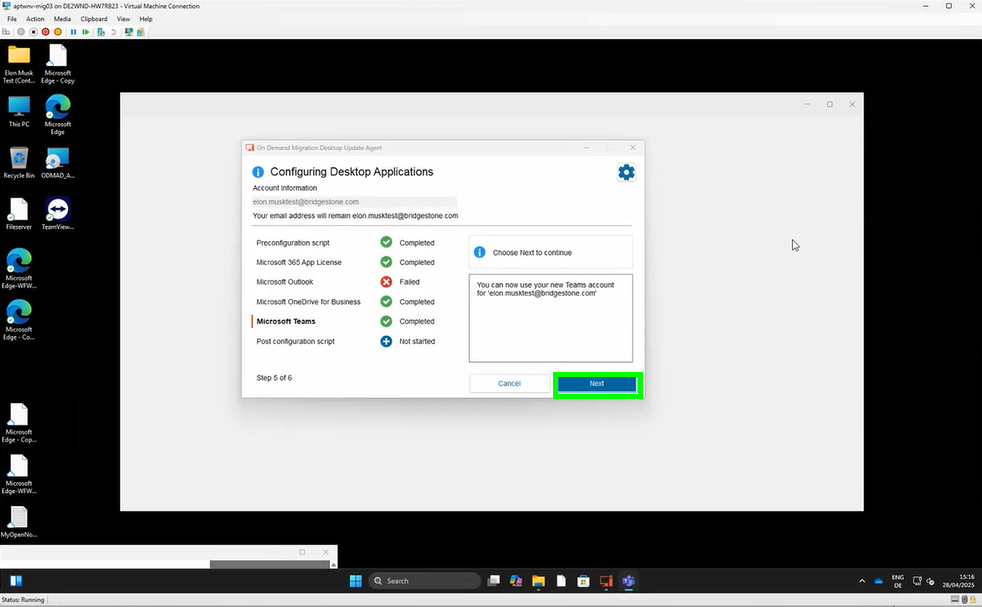 aptwnv-mig03 on DE2WND-HW7R823 - Virtual Machine Connection
File Action Media Clipboard View Help
Elon Musk
Test (Cont...
Microsoft
Edge - Copy
This PC
Microsoft
Edge
Recycle Bin
ODMAD_A...
Fileserver
TeamView...
Microsoft
Edge-WFW...
Microsoft
Edge - Co...
Microsoft
Edge - Cop...
Microsoft
Edge-WFW...
MyOpenNo...
On Demand Migration Desktop Update Agent
Configuring Desktop Applications
Account Information
elon.musktest@bridgestone.com
Your email address will remain elon.musktest@bridgestone.com
Preconfiguration script Completed
Microsoft 365 App License Completed
Microsoft Outlook Failed
Microsoft OneDrive for Business Completed
Microsoft Teams Completed
Post configuration script Not started
Choose Next to continue
You can now use your new Teams account
for 'elon.musktest@bridgestone.com'
Step 5 of 6
Cancel
Next
Search
ENG
DE
15:16
28/04/2025
Status: Running